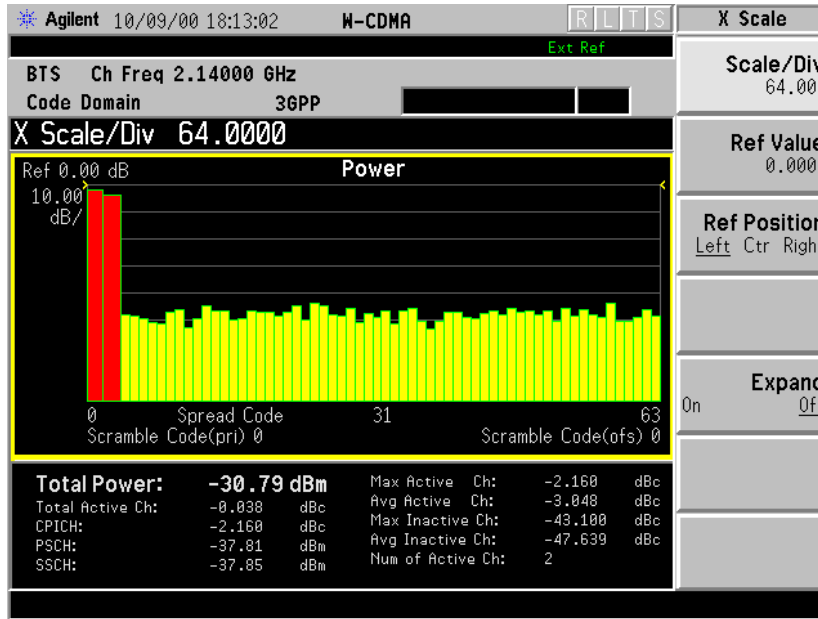 Agilent 10/09/00 18:13:02 W-CDMA R L T S
Ext Ref
BTS Ch Freq 2.14000 GHz
Code Domain 3GPP
X Scale/Div 64.0000
Ref 0.00 dB Power
10.00
dB/
0 Spread Code 31 63
Scramble Code(pri) 0 Scramble Code(ofs) 0
Total Power: -30.79 dBm
Total Active Ch: -0.038 dBc
CPICH: -2.160 dBc
PSCH: -37.81 dBm
SSCH: -37.85 dBm
Max Active Ch: -2.160 dBc
Avg Active Ch: -3.048 dBc
Max Inactive Ch: -43.100 dBc
Avg Inactive Ch: -47.639 dBc
Num of Active Ch: 2
X Scale
Scale/Div
64.00
Ref Value
0.000
Ref Position
Left Ctr Righ
Expand
On Of